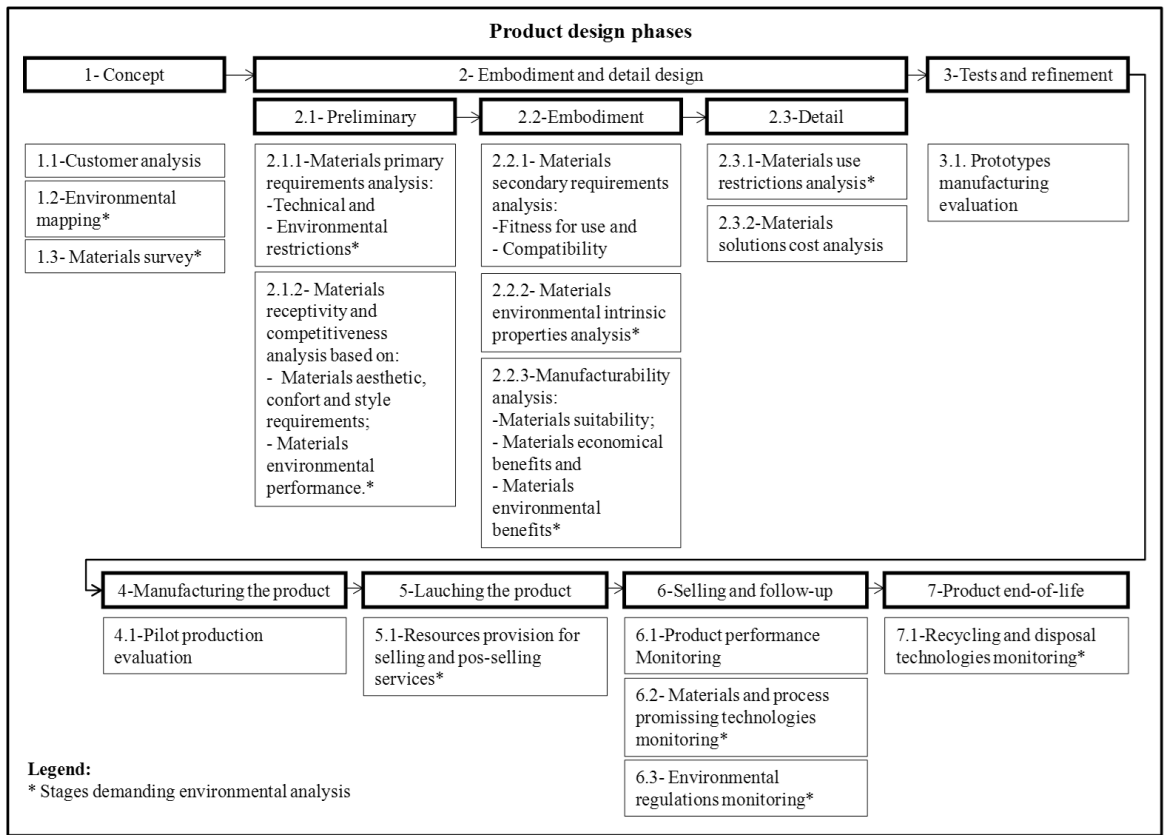 Product design phases
1- Concept
2- Embodiment and detail design
3-Tests and refinement
2.1- Preliminary
2.2-Embodiment
2.3-Detail
1.1-Customer analysis
1.2-Environmental
mapping*
1.3- Materials survey*
2.1.1-Materials primary
requirements analysis:
-Technical and
- Environmental
restrictions*
2.1.2- Materials
receptivity and
competitiveness
analysis based on:
- Materials aesthetic,
confort and style
requirements;
- Materials
environmental
performance.*
2.2.1- Materials
secondary requirements
analysis:
-Fitness for use and
- Compatibility
2.2.2- Materials
environmental intrinsic
properties analysis*
2.2.3-Manufacturability
analysis:
-Materials suitability;
- Materials economical
benefits and
- Materials
environmental
benefits*
2.3.1-Materials use
restrictions analysis*
2.3.2-Materials
solutions cost analysis
3.1. Prototypes
manufacturing
evaluation
4-Manufacturing the product
5-Lauching the product
6-Selling and follow-up
7-Product end-of-life
4.1-Pilot production
evaluation
5.1-Resources provision for
selling and pos-selling
services*
6.1-Product performance
Monitoring
6.2- Materials and process
promissing technologies
monitoring*
6.3- Environmental
regulations monitoring*
7.1-Recycling and disposal
technologies monitoring*
Legend:
* Stages demanding environmental analysis